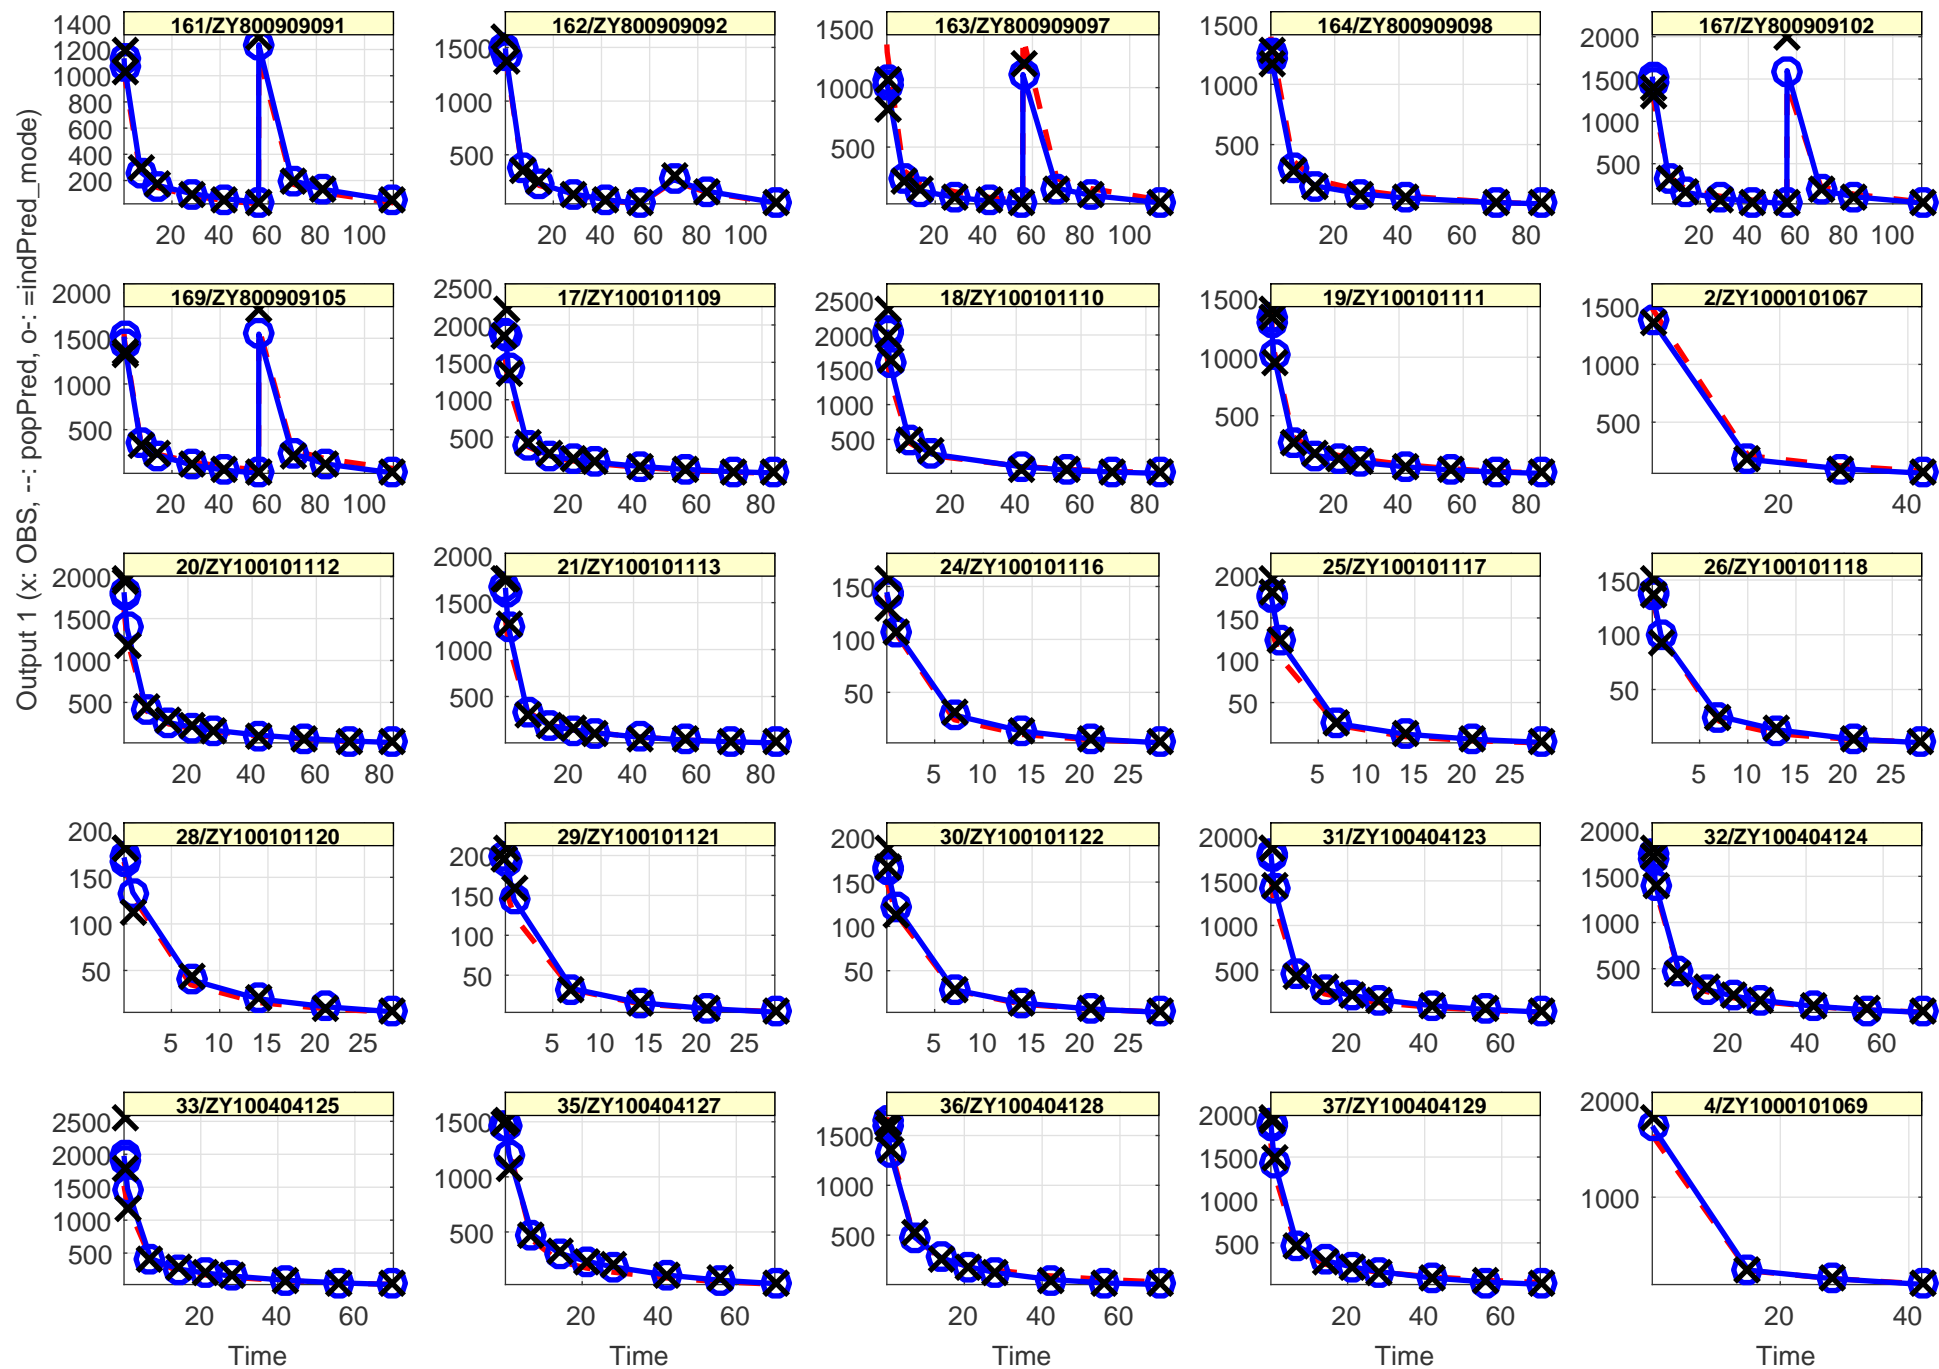 Output 1 (x: OBS, --: popPred, o-: =indPred_mode)
161/ZY800909091
1400
1200
1000
800
600
400
200
20 40 60 80 100
162/ZY800909092
1500
1000
500
20 40 60 80 100
163/ZY800909097
1500
1000
500
20 40 60 80 100
164/ZY800909098
1500
1000
500
20 40 60 80
167/ZY800909102
2000
1500
1000
500
20 40 60 80 100
169/ZY800909105
2000
1500
1000
500
20 40 60 80 100
17/ZY100101109
2500
2000
1500
1000
500
20 40 60 80
18/ZY100101110
2500
2000
1500
1000
500
20 40 60 80
19/ZY100101111
1500
1000
500
20 40 60 80
2/ZY1000101067
1500
1000
500
20 40
20/ZY100101112
2000
1500
1000
500
20 40 60 80
21/ZY100101113
2000
1500
1000
500
20 40 60 80
24/ZY100101116
150
100
50
5 10 15 20 25
25/ZY100101117
200
150
100
50
5 10 15 20 25
26/ZY100101118
150
100
50
5 10 15 20 25
28/ZY100101120
200
150
100
50
5 10 15 20 25
29/ZY100101121
200
150
100
50
5 10 15 20 25
30/ZY100101122
200
150
100
50
5 10 15 20 25
31/ZY100404123
2000
1500
1000
500
20 40 60
32/ZY100404124
2000
1500
1000
500
20 40 60
33/ZY100404125
2500
2000
1500
1000
500
20 40 60
Time
35/ZY100404127
1500
1000
500
20 40 60
Time
36/ZY100404128
1500
1000
500
20 40 60
Time
37/ZY100404129
2000
1500
1000
500
20 40 60
Time
4/ZY1000101069
2000
1000
20 40
Time